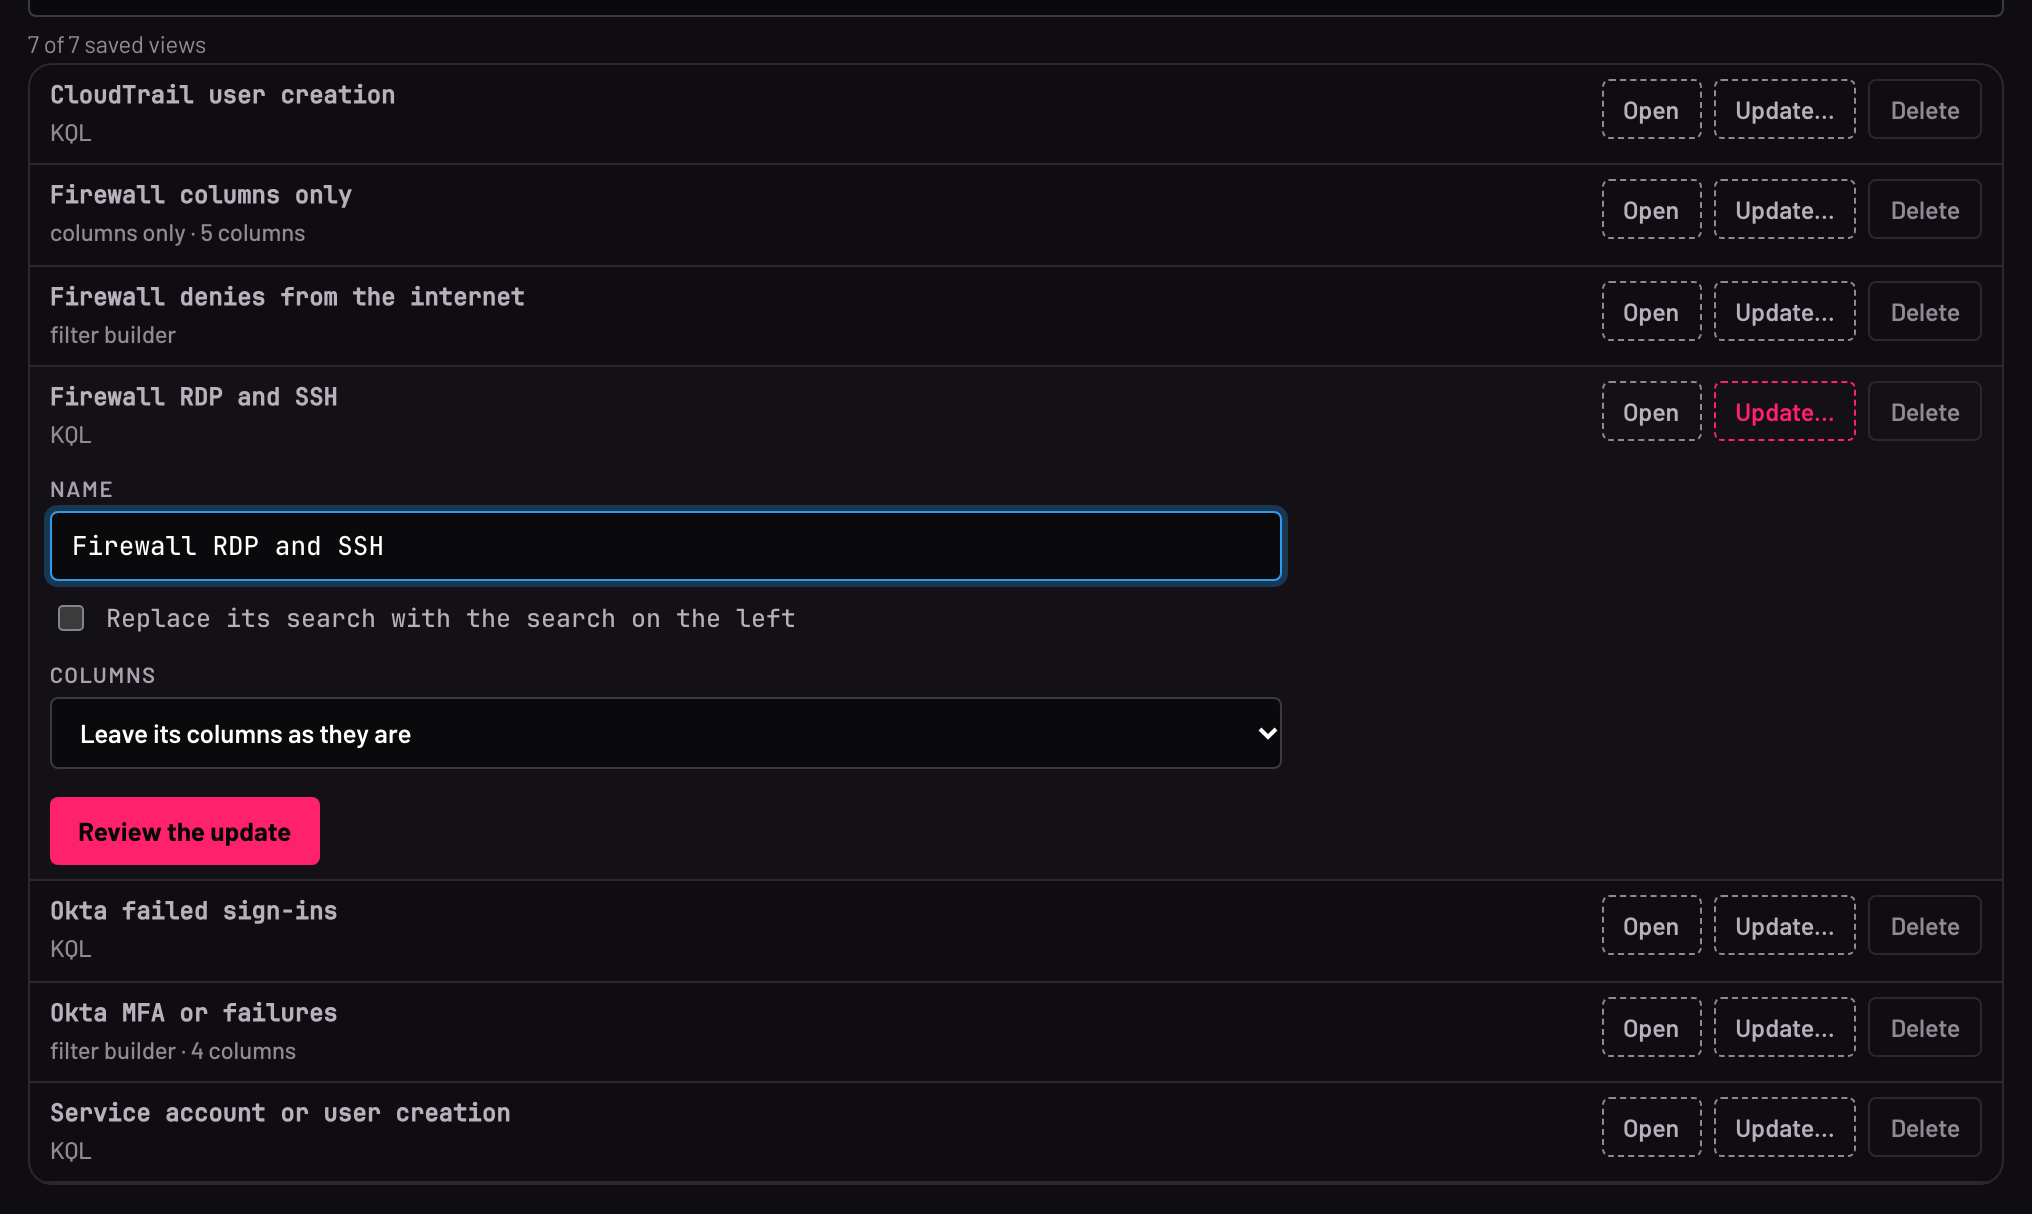 7 of 7 saved views
CloudTrail user creation
KQL
Open
Update...
Delete
Firewall columns only
columns only · 5 columns
Open
Update...
Delete
Firewall denies from the internet
filter builder
Open
Update...
Delete
Firewall RDP and SSH
KQL
Open
Update...
Delete
NAME
Firewall RDP and SSH
Replace its search with the search on the left
COLUMNS
Leave its columns as they are
Review the update
Okta failed sign-ins
KQL
Open
Update...
Delete
Okta MFA or failures
filter builder · 4 columns
Open
Update...
Delete
Service account or user creation
KQL
Open
Update...
Delete